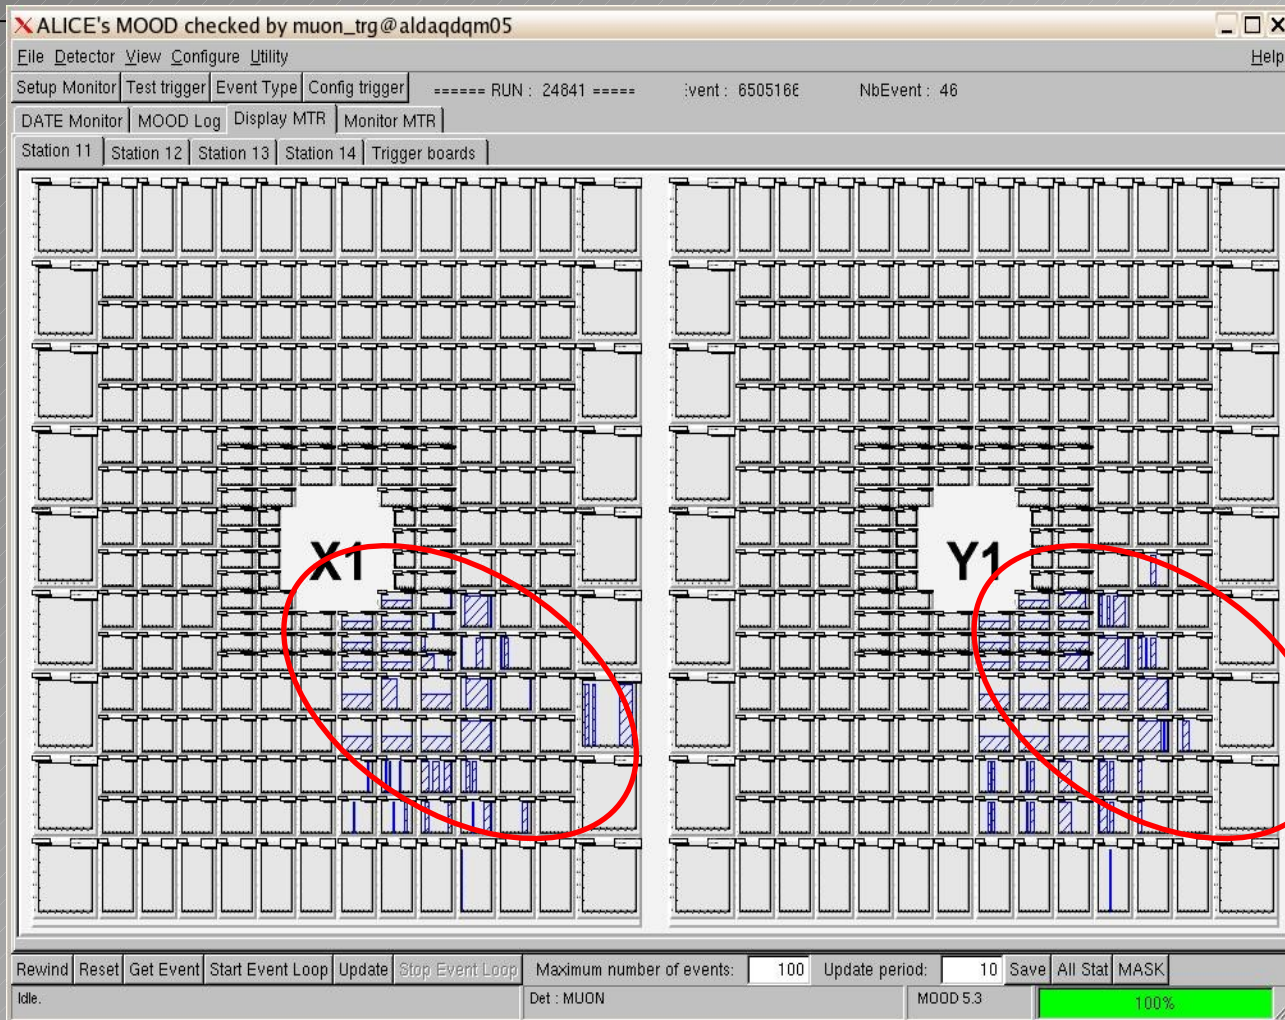 ALICE's MOOD checked by muon_trg@aldaqdqm05
File Detector View Configure Utility Help
Setup Monitor Test trigger Event Type Config trigger ====== RUN : 24841 ===== :vent : 6505166 NbEvent : 46
DATE Monitor MOOD Log Display MTR Monitor MTR
Station 11 Station 12 Station 13 Station 14 Trigger boards
X1 Y1
Rewind Reset Get Event Start Event Loop Update Stop Event Loop Maximum number of events: 100 Update period: 10 Save All Stat MASK
Idle. Det : MUON MOOD 5.3 100%